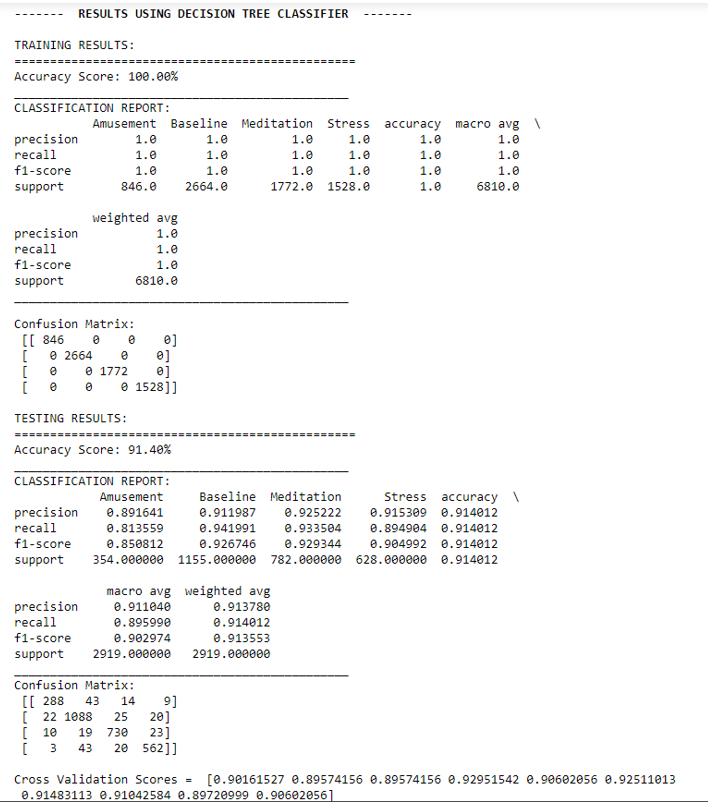 -------  RESULTS USING DECISION TREE CLASSIFIER  -------
TRAINING RESULTS:
================================================
Accuracy Score: 100.00%
_______________________________________________
CLASSIFICATION REPORT:
           Amusement  Baseline  Meditation  Stress  accuracy  macro avg  \
precision        1.0       1.0         1.0     1.0       1.0        1.0
recall           1.0       1.0         1.0     1.0       1.0        1.0
f1-score         1.0       1.0         1.0     1.0       1.0        1.0
support        846.0    2664.0      1772.0  1528.0       1.0     6810.0
           weighted avg
precision           1.0
recall              1.0
f1-score            1.0
support          6810.0
_______________________________________________
Confusion Matrix:
 [[ 846    0    0    0]
 [   0 2664    0    0]
 [   0    0 1772    0]
 [   0    0    0 1528]]
TESTING RESULTS:
================================================
Accuracy Score: 91.40%
_______________________________________________
CLASSIFICATION REPORT:
            Amusement     Baseline  Meditation      Stress  accuracy  \
precision    0.891641     0.911987    0.925222    0.915309  0.914012
recall       0.813559     0.941991    0.933504    0.894904  0.914012
f1-score     0.850812     0.926746    0.929344    0.904992  0.914012
support    354.000000  1155.000000  782.000000  628.000000  0.914012
             macro avg  weighted avg
precision     0.911040      0.913780
recall        0.895990      0.914012
f1-score      0.902974      0.913553
support    2919.000000   2919.000000
_______________________________________________
Confusion Matrix:
 [[ 288   43   14    9]
 [  22 1088   25   20]
 [  10   19  730   23]
 [   3   43   20  562]]
Cross Validation Scores =  [0.90161527 0.89574156 0.89574156 0.92951542 0.90602056 0.92511013
 0.91483113 0.91042584 0.89720999 0.90602056]